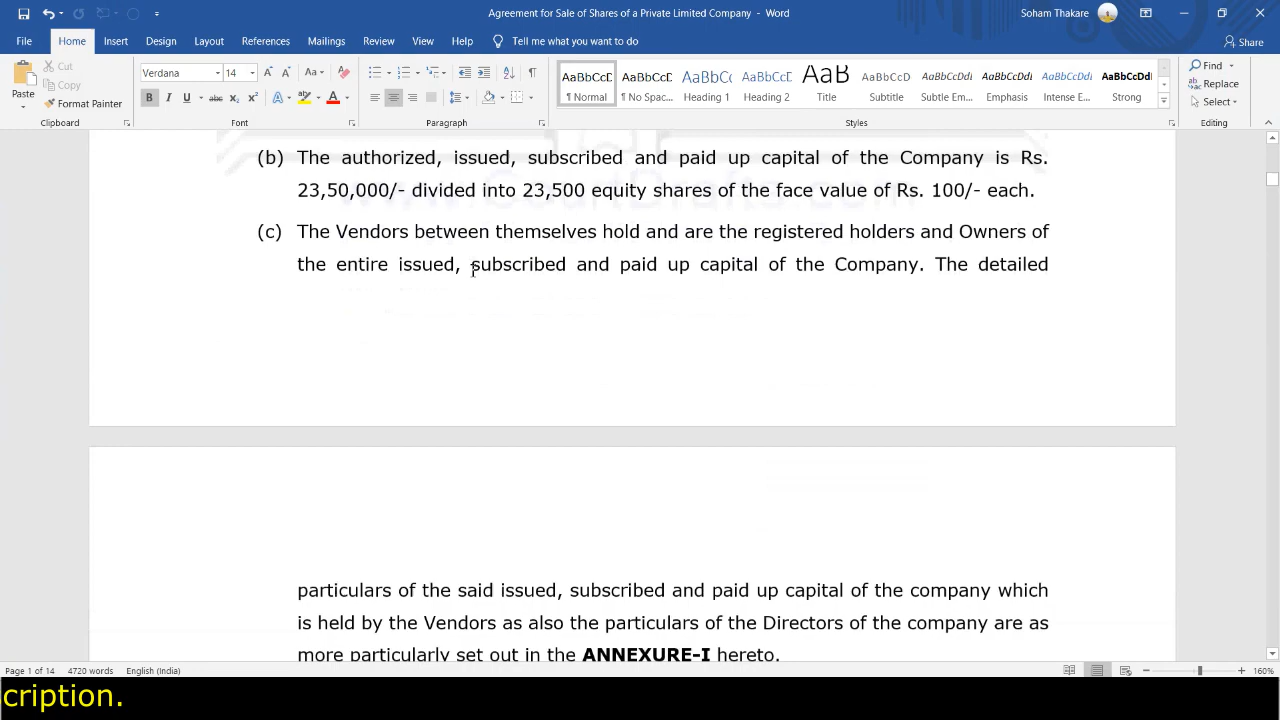 Agreement for Sale of Shares of a Private Limited Company - Word
Soham Thakare
File Home Insert Design Layout References Mailings Review View Help Tell me what you want to do Share
Paste
Cut
Copy
Format Painter
Clipboard
Verdana 14
Font
Paragraph
AaBbCcD AaBbCcD AaBbC AaBbCcD AaB AaBbCcD AaBbCcDd AaBbCcDd AaBbCcDd AaBbCcDd
¶ Normal ¶ No Spac... Heading 1 Heading 2 Title Subtitle Subtle Em... Emphasis Intense E... Strong
Styles
Find
Replace
Select
Editing
(b) The authorized, issued, subscribed and paid up capital of the Company is Rs.
23,50,000/- divided into 23,500 equity shares of the face value of Rs. 100/- each.
(c) The Vendors between themselves hold and are the registered holders and Owners of
the entire issued, subscribed and paid up capital of the Company. The detailed
particulars of the said issued, subscribed and paid up capital of the company which
is held by the Vendors as also the particulars of the Directors of the company are as
more particularly set out in the ANNEXURE-I hereto.
Page 1 of 14 4720 words English (India) 160%
cription.